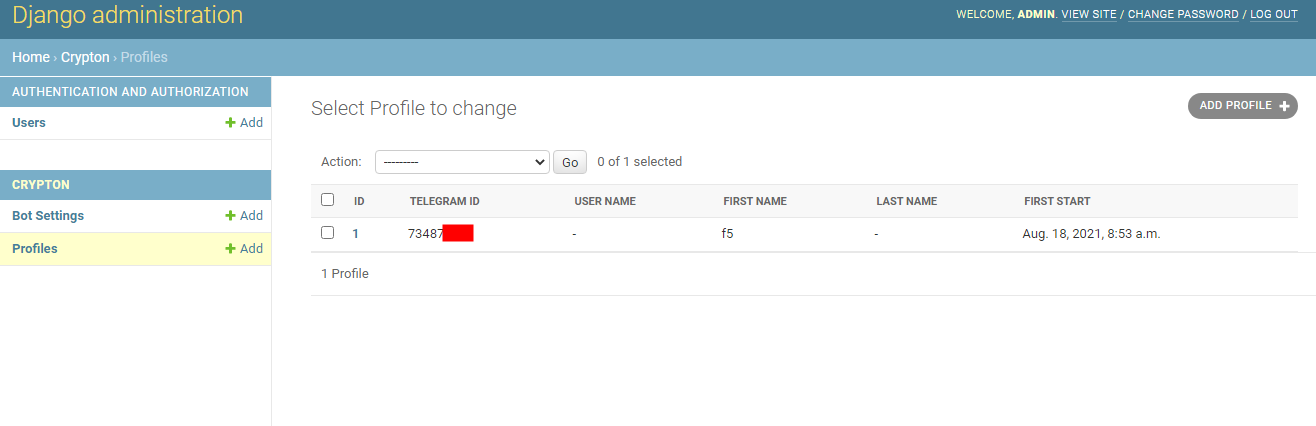 Django administration
WELCOME, ADMIN. VIEW SITE / CHANGE PASSWORD / LOG OUT
Home › Crypton › Profiles
AUTHENTICATION AND AUTHORIZATION
Users + Add
CRYPTON
Bot Settings + Add
Profiles + Add
Select Profile to change
ADD PROFILE +
Action: --------- Go 0 of 1 selected
ID TELEGRAM ID USER NAME FIRST NAME LAST NAME FIRST START
1 73487 - f5 - Aug. 18, 2021, 8:53 a.m.
1 Profile